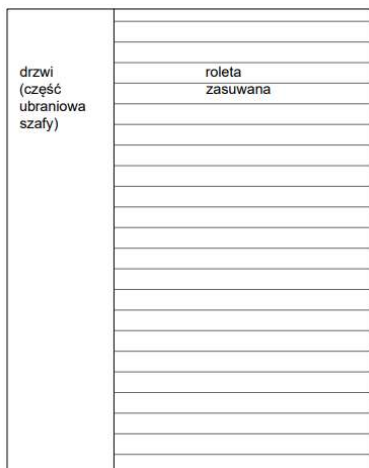 drzwi
(część
ubraniowa
szafy)
roleta
zasuwana